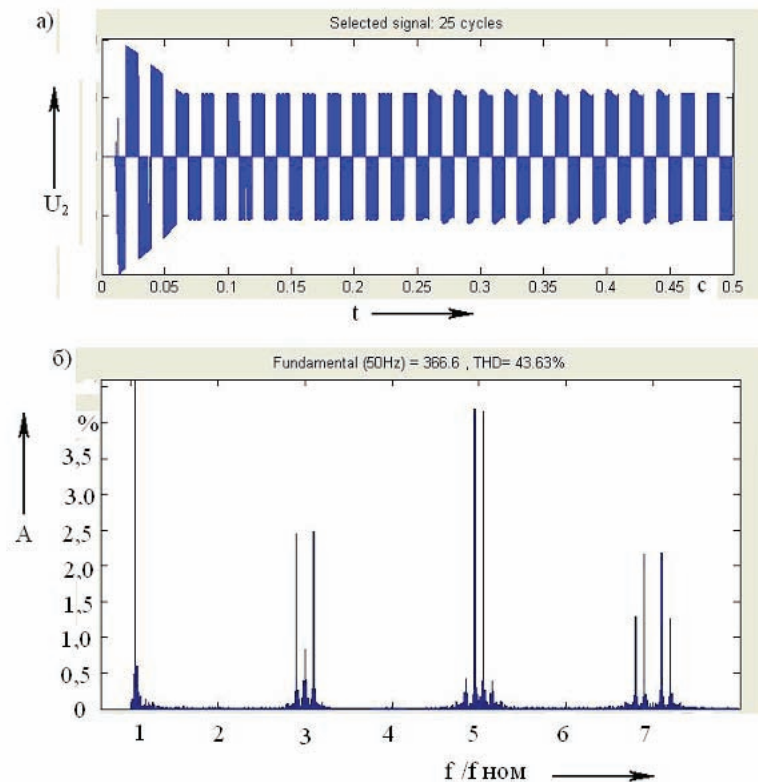 а)
Selected signal: 25 cycles
U₂
0 0.05 0.1 0.15 0.2 0.25 0.3 0.35 0.4 0.45 с 0.5
t
б)
Fundamental (50Hz) = 366.6 , THD= 43.63%
%
3,5
3.0
2,5
2.0
1,5
1,0
0,5
0
A
1 2 3 4 5 6 7
f /f ном